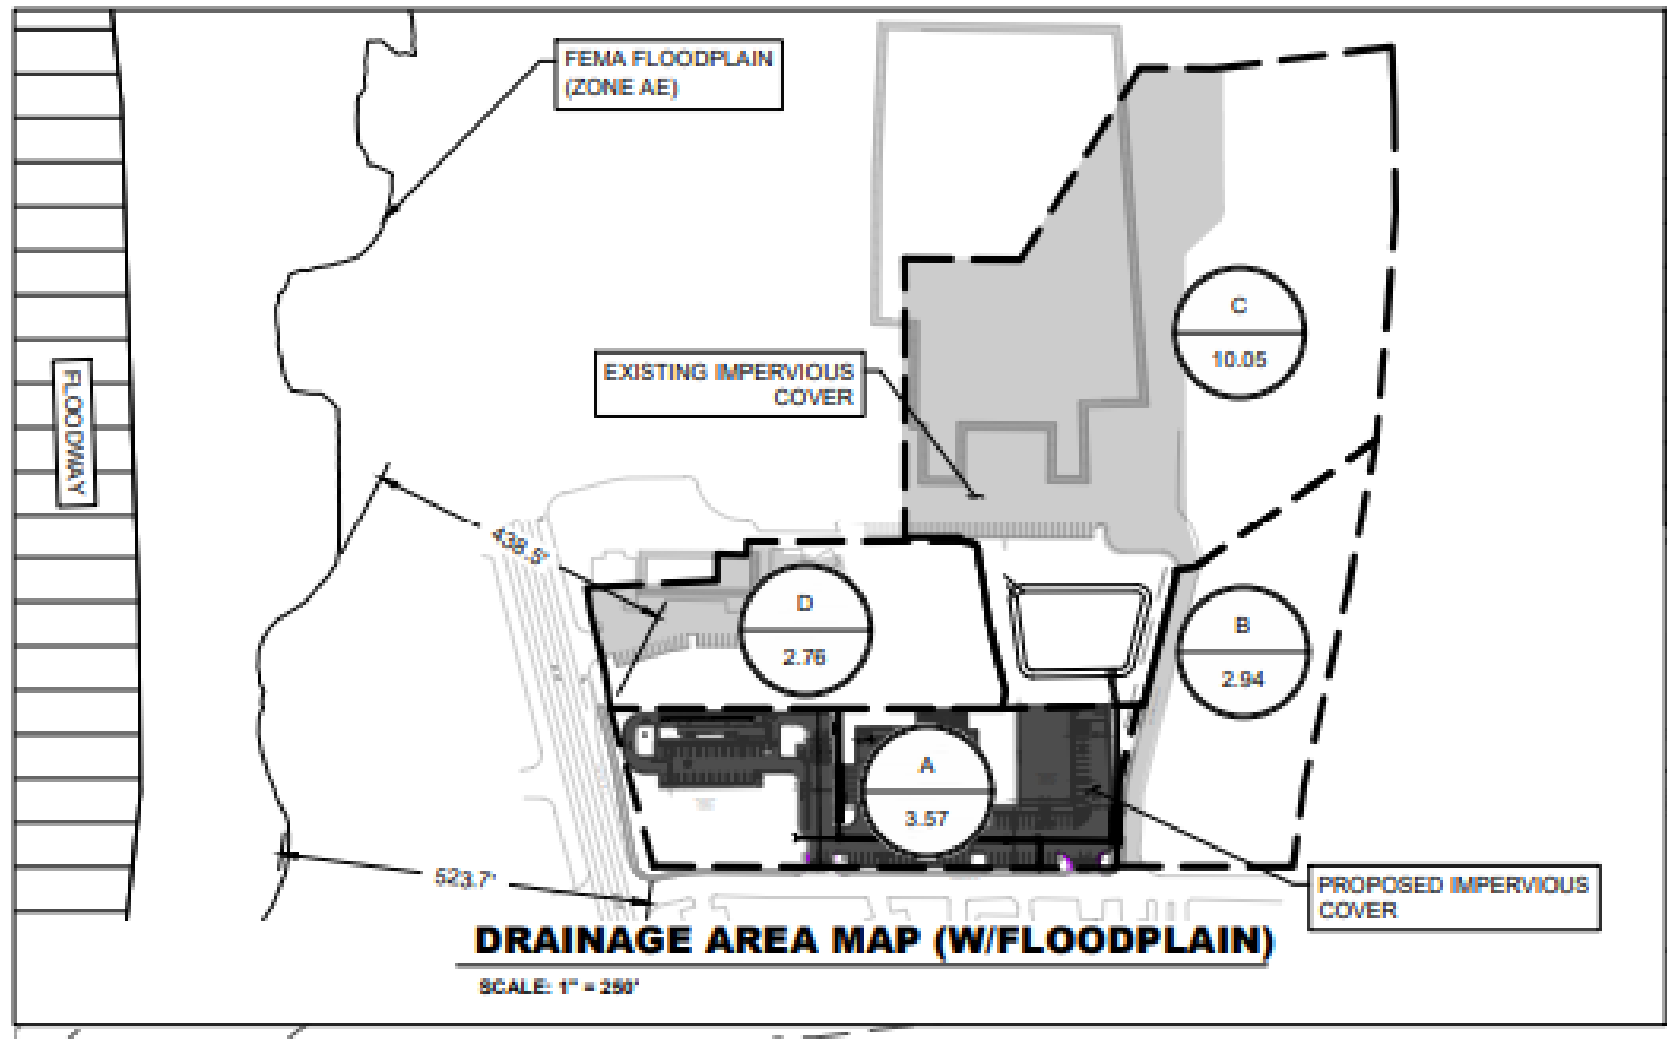 FEMA FLOODPLAIN
(ZONE AE)
C
10.05
EXISTING IMPERVIOUS
COVER
FLOODWAY
438.5'
D
2.76
B
2.94
A
3.57
523.7'
PROPOSED IMPERVIOUS
COVER
DRAINAGE AREA MAP (W/FLOODPLAIN)
SCALE: 1" = 250'